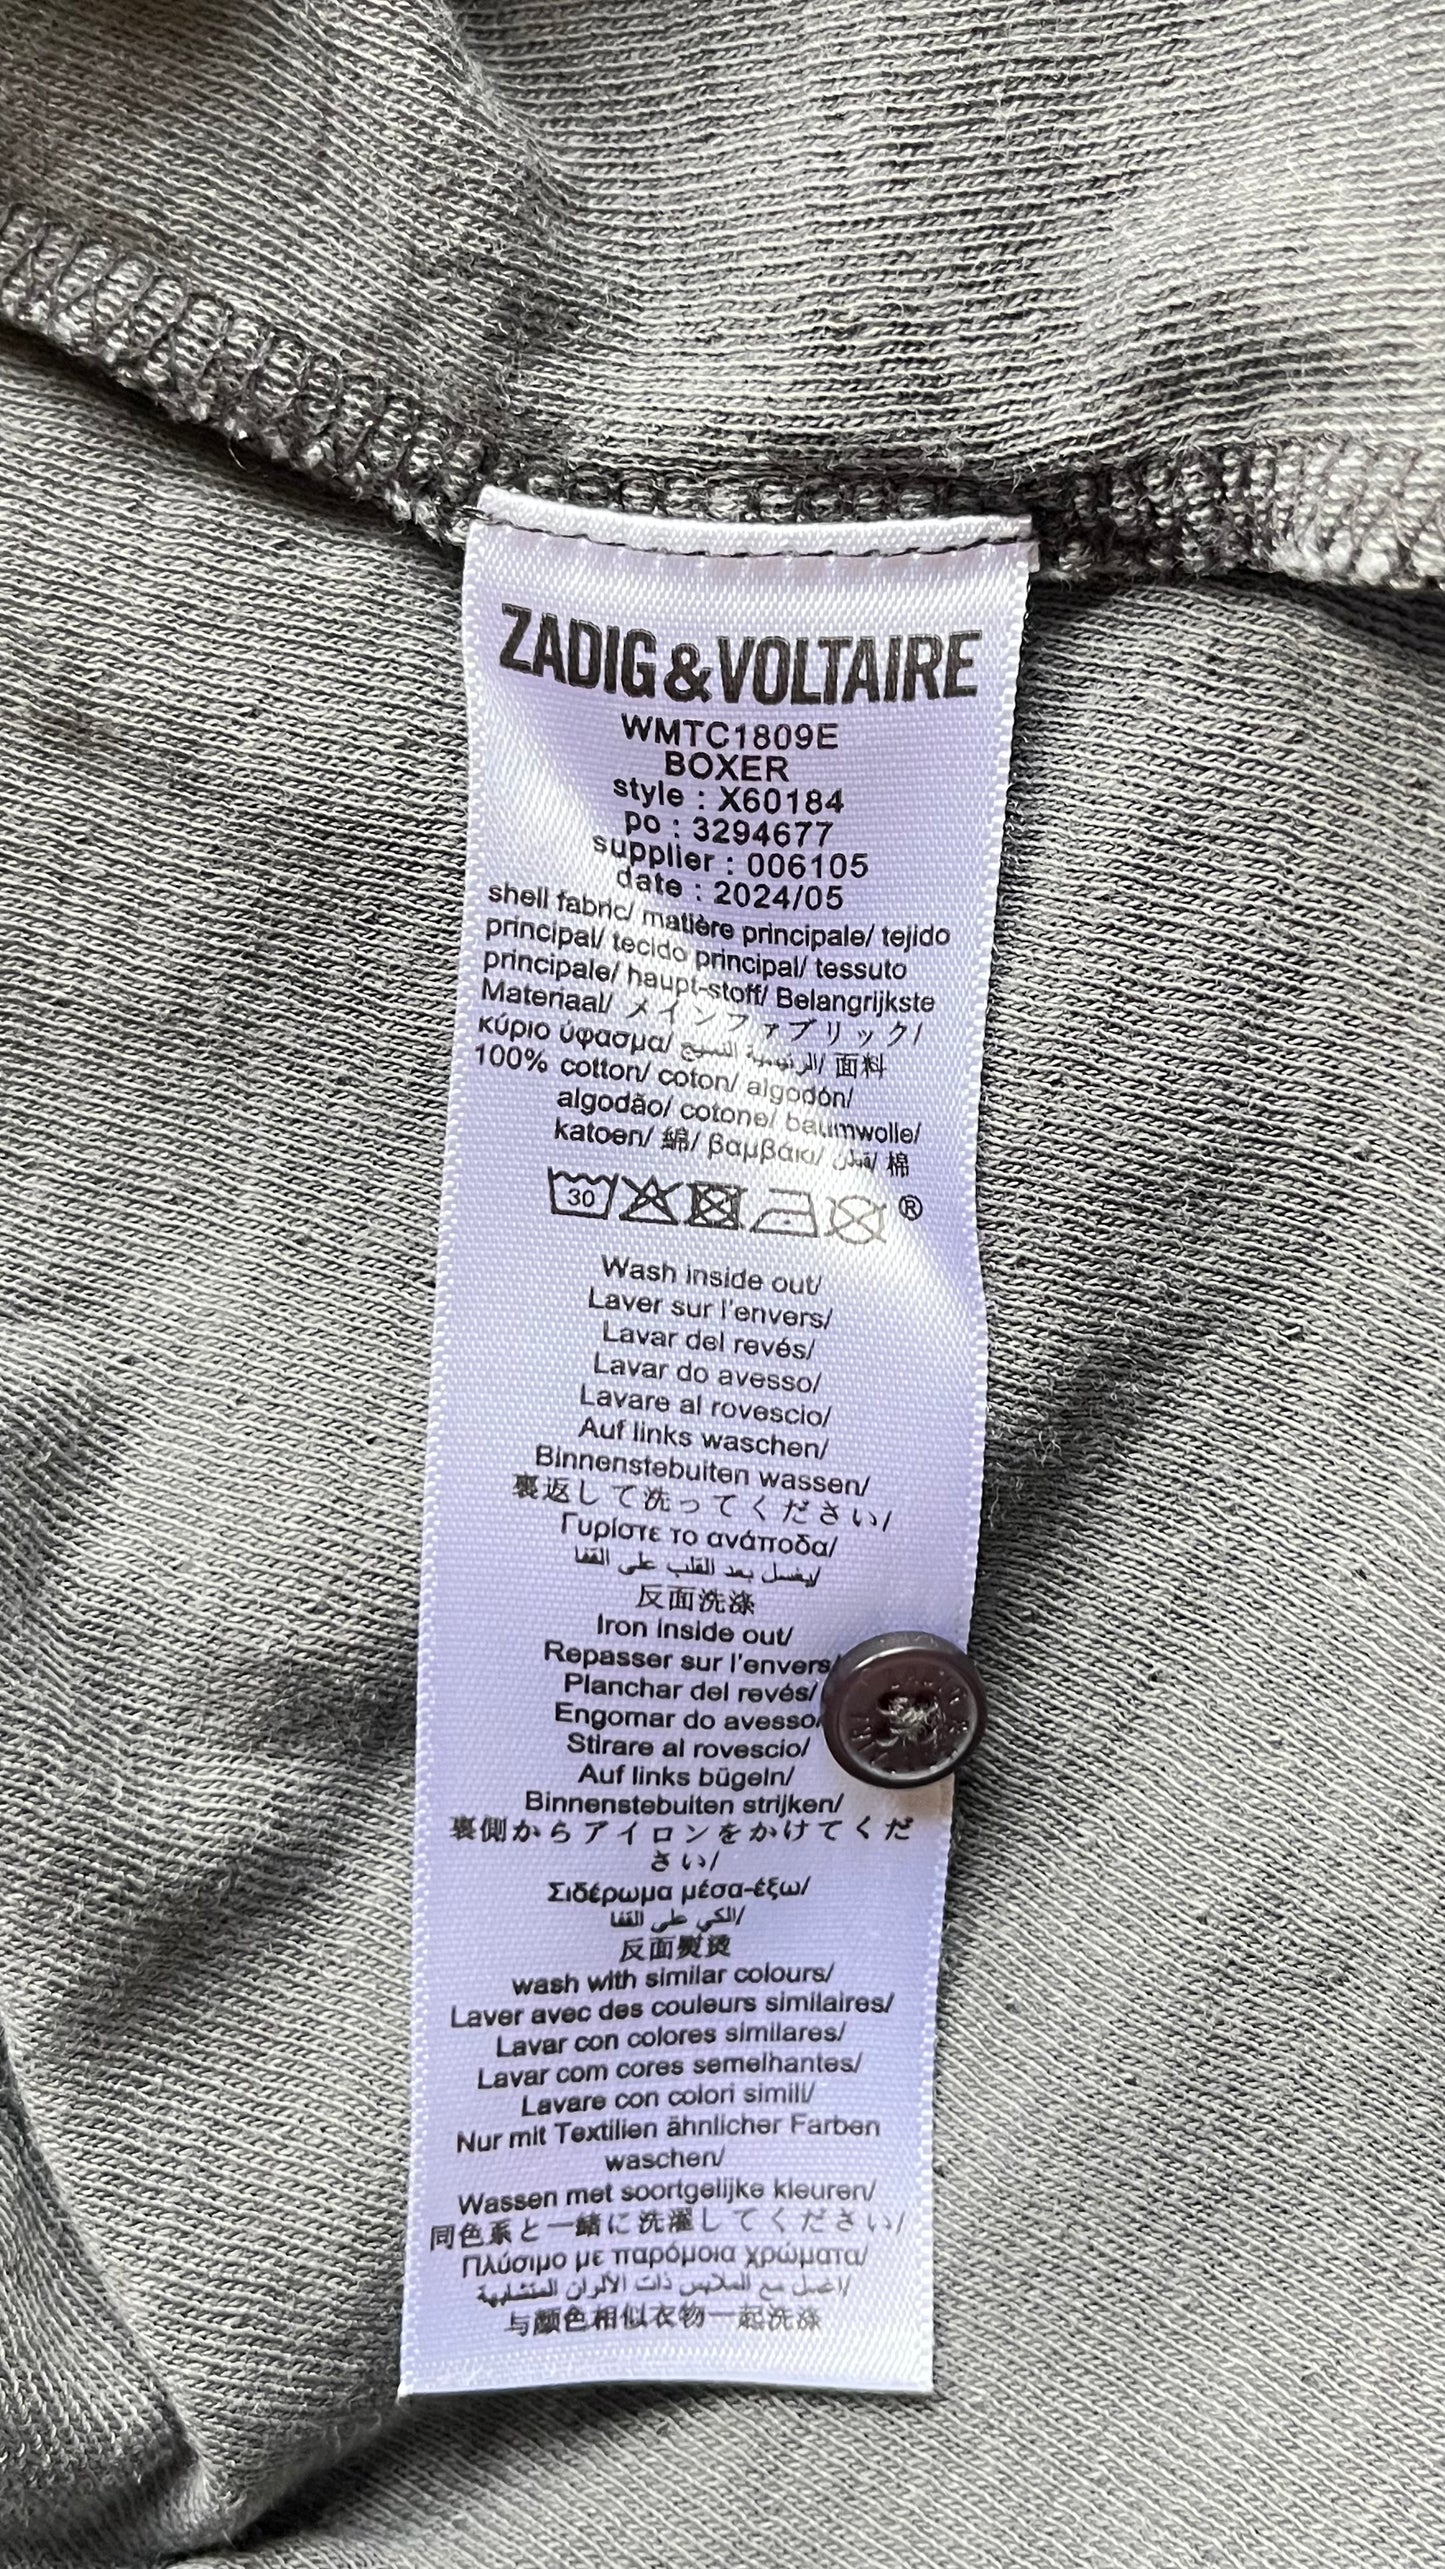 ZADIG&VOLTAIRE
WMTC1809E
BOXER
style : X60184
po : 3294677
supplier : 006105
date : 2024/05
shell fabric/ matière principale/ tejido
principal/ tecido principal/ tessuto
principale/ haupt-stoff/ Belangrijkste
Materiaal/ メインファブリック/
κύριο ύφασμα/ النسيج الرئيسية/ 面料
100% cotton/ coton/ algodón/
algodão/ cotone/ baumwolle/
katoen/ 綿/ βαμβάκι/ قطن/ 棉
30 ®
Wash inside out/
Laver sur l'envers/
Lavar del revés/
Lavar do avesso/
Lavare al rovescio/
Auf links waschen/
Binnenstebuiten wassen/
裏返して洗ってください/
Γυρίστε το ανάποδα/
يغسل بعد القلب على القفا/
反面洗涤
Iron inside out/
Repasser sur l'envers/
Planchar del revés/
Engomar do avesso/
Stirare al rovescio/
Auf links bügeln/
Binnenstebuiten strijken/
裏側からアイロンをかけてくだ
さい/
Σιδέρωμα μέσα-έξω/
الكي على القفا/
反面熨烫
wash with similar colours/
Laver avec des couleurs similaires/
Lavar con colores similares/
Lavar com cores semelhantes/
Lavare con colori simili/
Nur mit Textilien ähnlicher Farben
waschen/
Wassen met soortgelijke kleuren/
同色系と一緒に洗濯してください/
Πλύσιμο με παρόμοια χρώματα/
اغسل مع الملابس ذات الألوان المتشابهة/
与颜色相似衣物一起洗涤